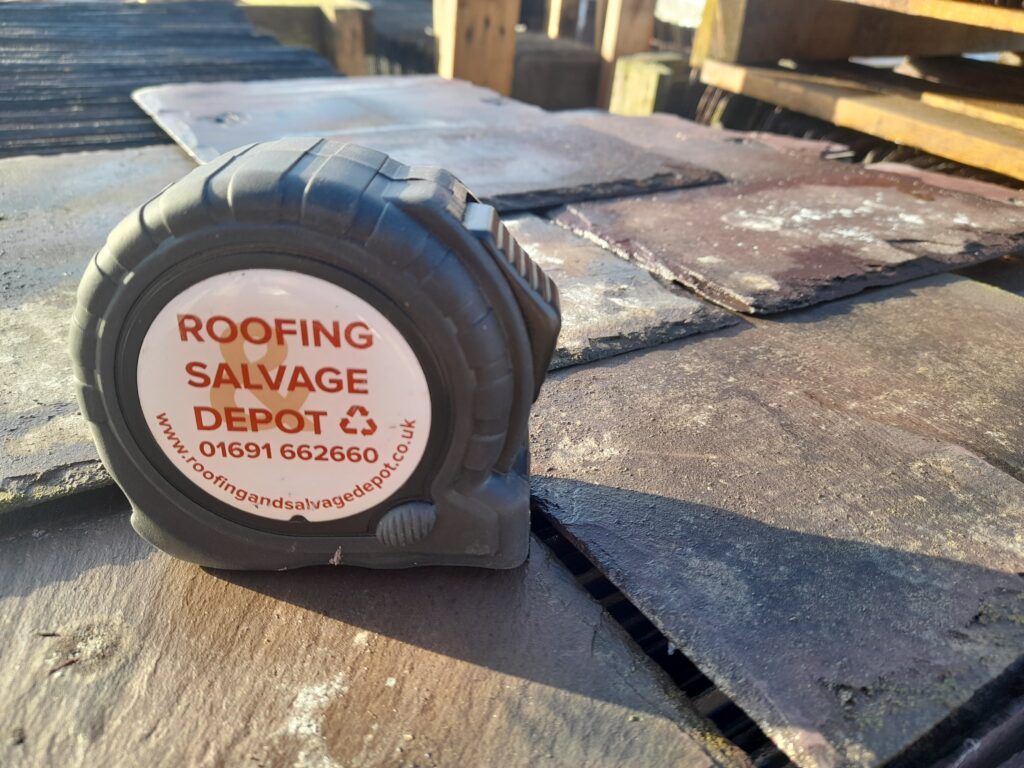 ROOFING
&
SALVAGE
DEPOT
01691 662660
www.roofingandsalvagedepot.co.uk